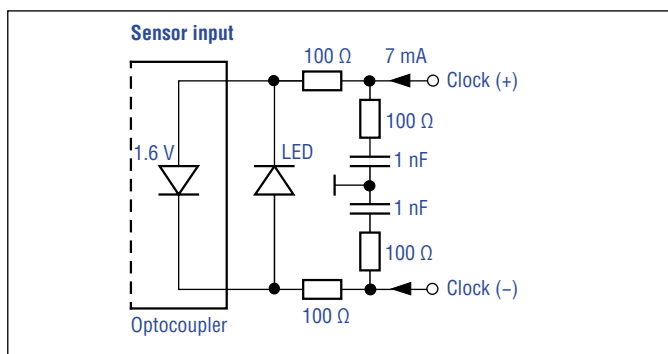 Sensor input
100 Ω
7 mA
Clock (+)
100 Ω
1.6 V
LED
1 nF
1 nF
100 Ω
Clock (−)
100 Ω
Optocoupler